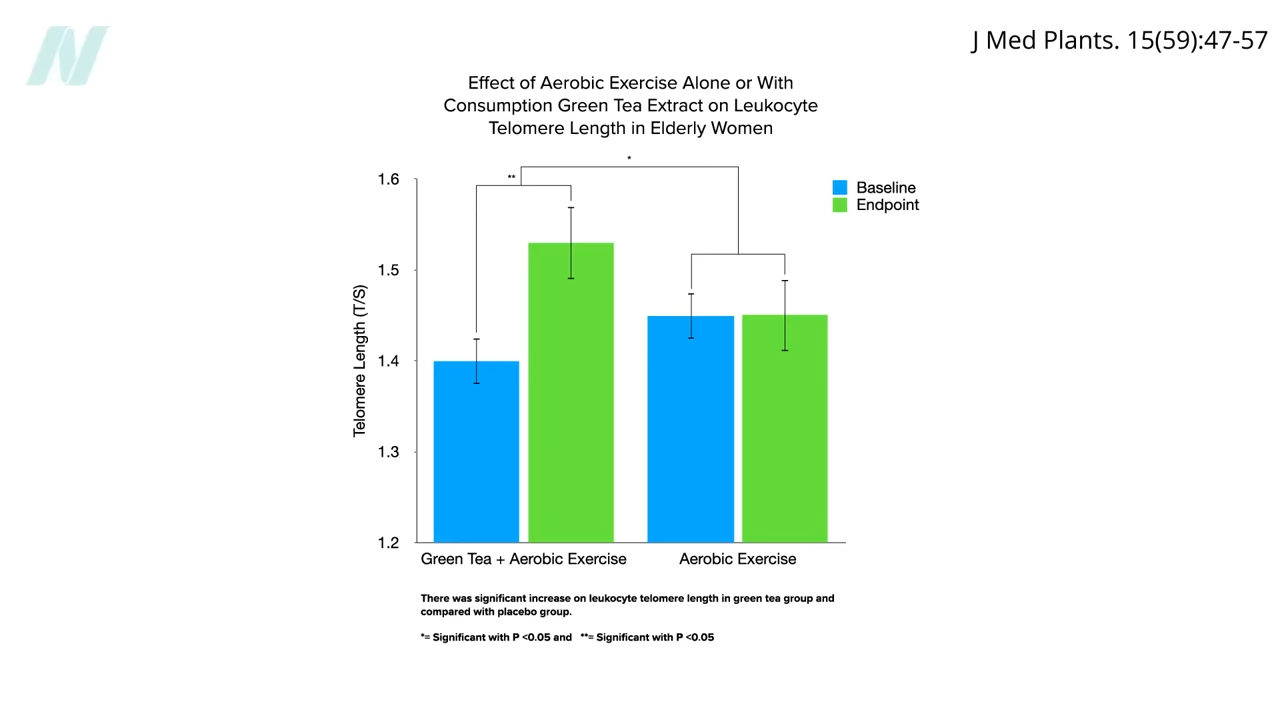 J Med Plants. 15(59):47-57
Effect of Aerobic Exercise Alone or With
Consumption Green Tea Extract on Leukocyte
Telomere Length in Elderly Women
*
**
1.6
1.5
1.4
1.3
1.2
Telomere Length (T/S)
Baseline
Endpoint
Green Tea + Aerobic Exercise
Aerobic Exercise
There was significant increase on leukocyte telomere length in green tea group and
compared with placebo group.
*= Significant with P <0.05 and **= Significant with P <0.05